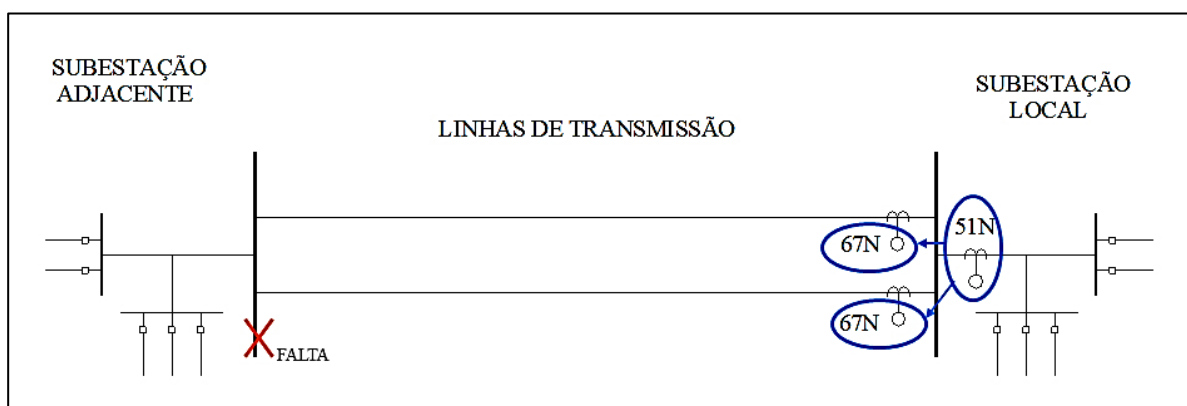 SUBESTAÇÃO
ADJACENTE
LINHAS DE TRANSMISSÃO
SUBESTAÇÃO
LOCAL
67N
51N
67N
FALTA